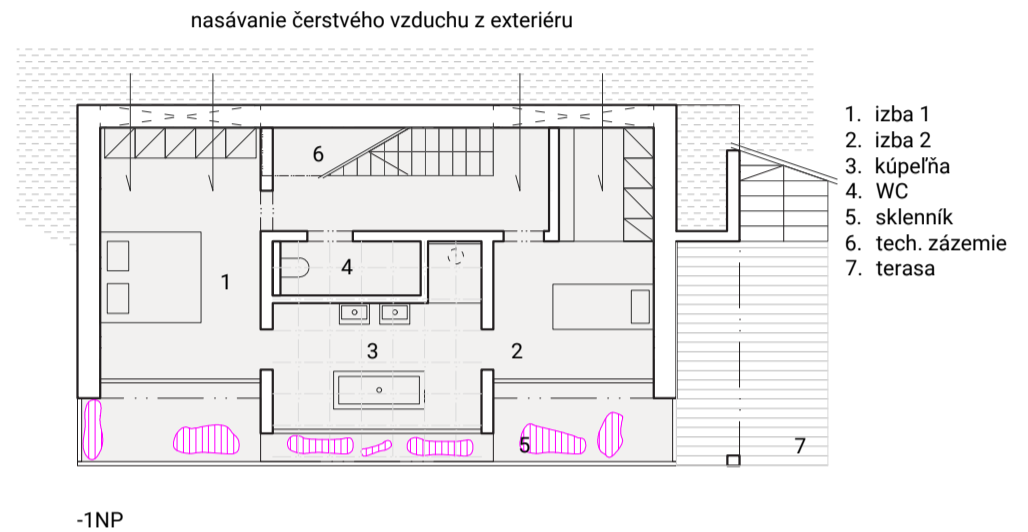 nasávanie čerstvého vzduchu z exteriéru
6
1
4
3
2
5
7
1. izba 1
2. izba 2
3. kúpeľňa
4. WC
5. sklenník
6. tech. zázemie
7. terasa
-1NP